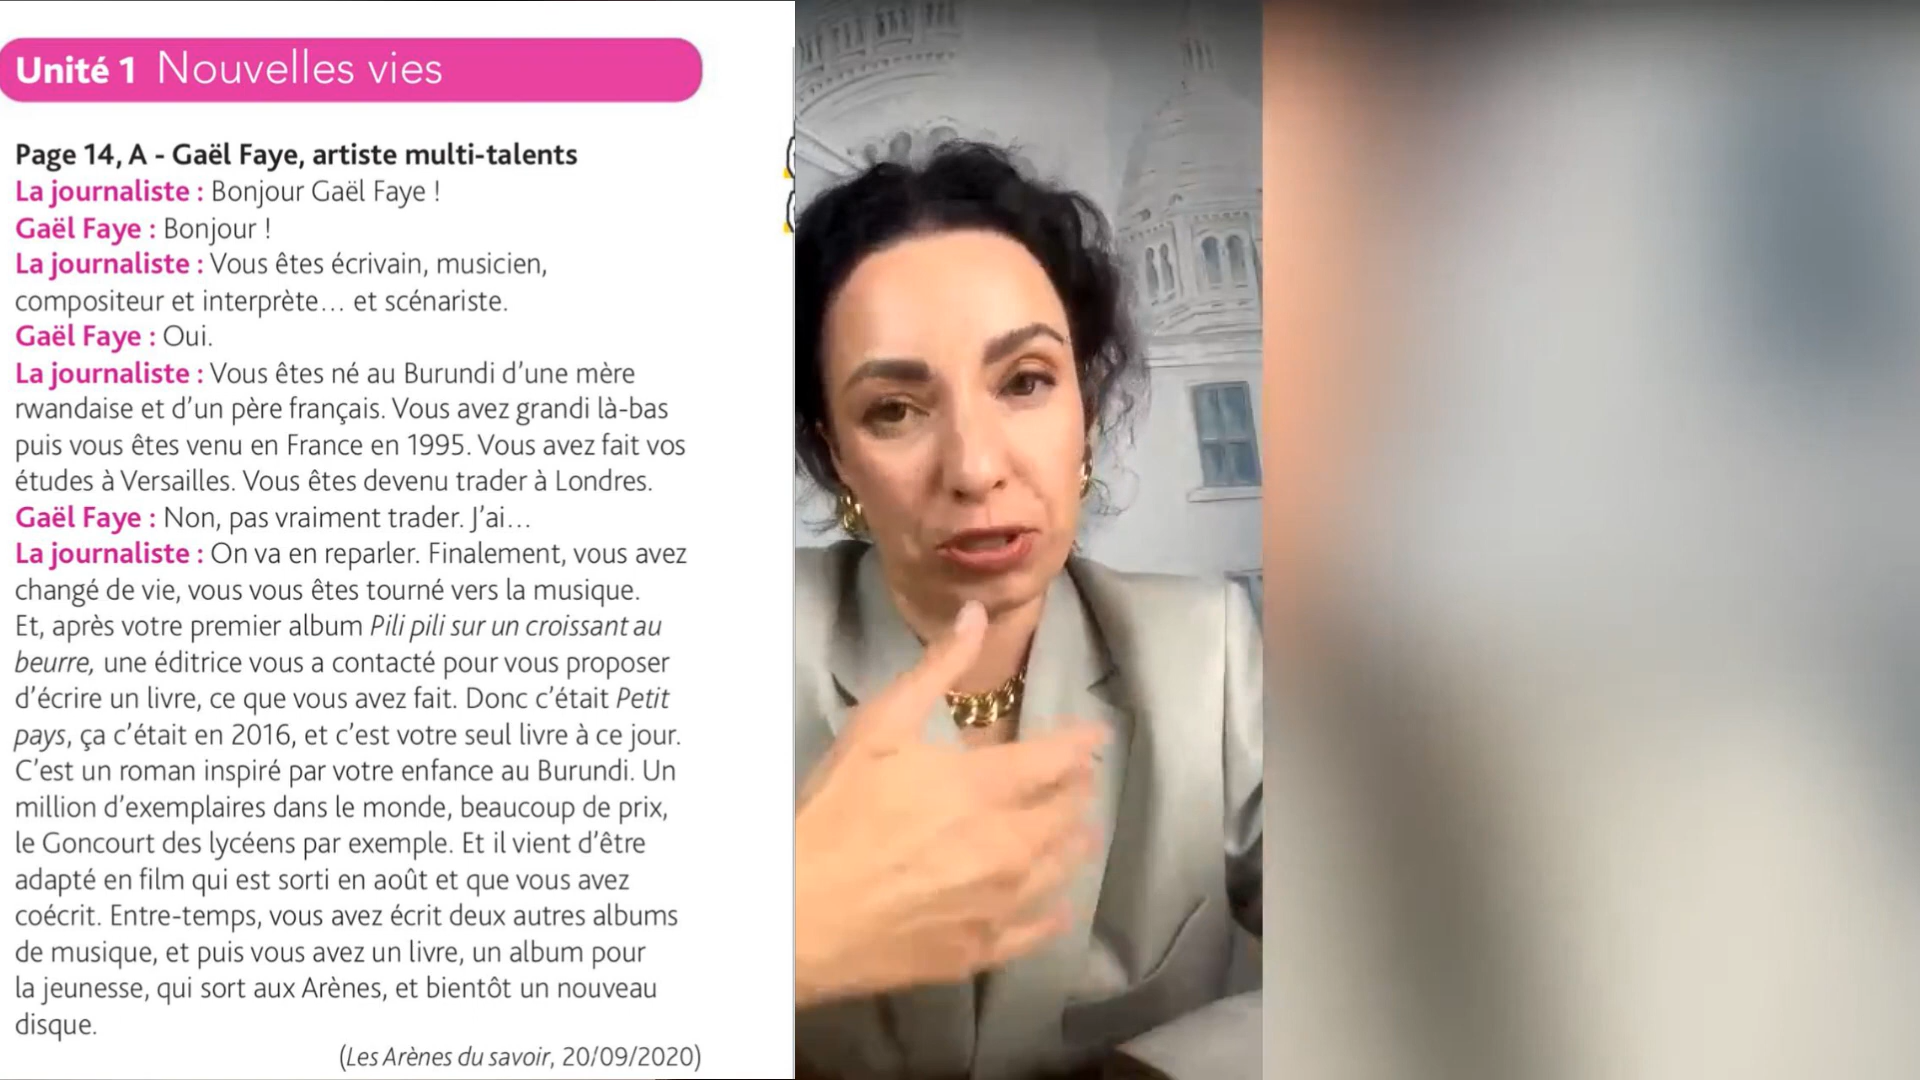 Unité 1 Nouvelles vies
Page 14, A - Gaël Faye, artiste multi-talents
La journaliste : Bonjour Gaël Faye !
Gaël Faye : Bonjour !
La journaliste : Vous êtes écrivain, musicien,
compositeur et interprète… et scénariste.
Gaël Faye : Oui.
La journaliste : Vous êtes né au Burundi d’une mère
rwandaise et d’un père français. Vous avez grandi là-bas
puis vous êtes venu en France en 1995. Vous avez fait vos
études à Versailles. Vous êtes devenu trader à Londres.
Gaël Faye : Non, pas vraiment trader. J’ai…
La journaliste : On va en reparler. Finalement, vous avez
changé de vie, vous vous êtes tourné vers la musique.
Et, après votre premier album Pili pili sur un croissant au
beurre, une éditrice vous a contacté pour vous proposer
d’écrire un livre, ce que vous avez fait. Donc c’était Petit
pays, ça c’était en 2016, et c’est votre seul livre à ce jour.
C’est un roman inspiré par votre enfance au Burundi. Un
million d’exemplaires dans le monde, beaucoup de prix,
le Goncourt des lycéens par exemple. Et il vient d’être
adapté en film qui est sorti en août et que vous avez
coécrit. Entre-temps, vous avez écrit deux autres albums
de musique, et puis vous avez un livre, un album pour
la jeunesse, qui sort aux Arènes, et bientôt un nouveau
disque.
(Les Arènes du savoir, 20/09/2020)